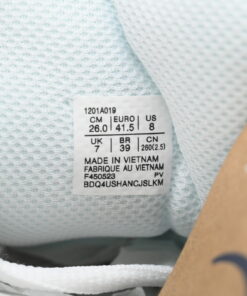 1201A019
CM EURO US
26.0 41.5 8
UK BR CN
7 39 260(2.5)
MADE IN VIETNAM
FABRIQUE AU VIETNAM
F450523 PV
BDQ4USHANCJSLKM